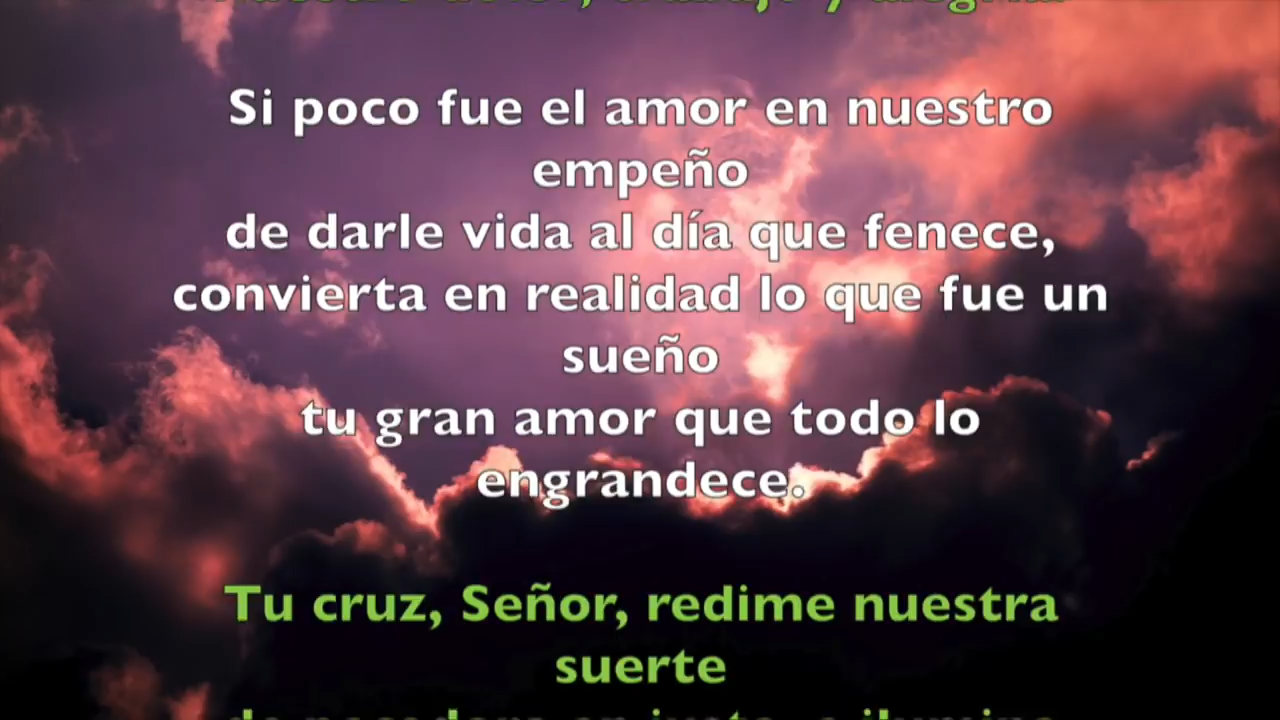 Si poco fue el amor en nuestro
empeño
de darle vida al día que fenece,
convierta en realidad lo que fue un
sueño
tu gran amor que todo lo
engrandece.
Tu cruz, Señor, redime nuestra
suerte